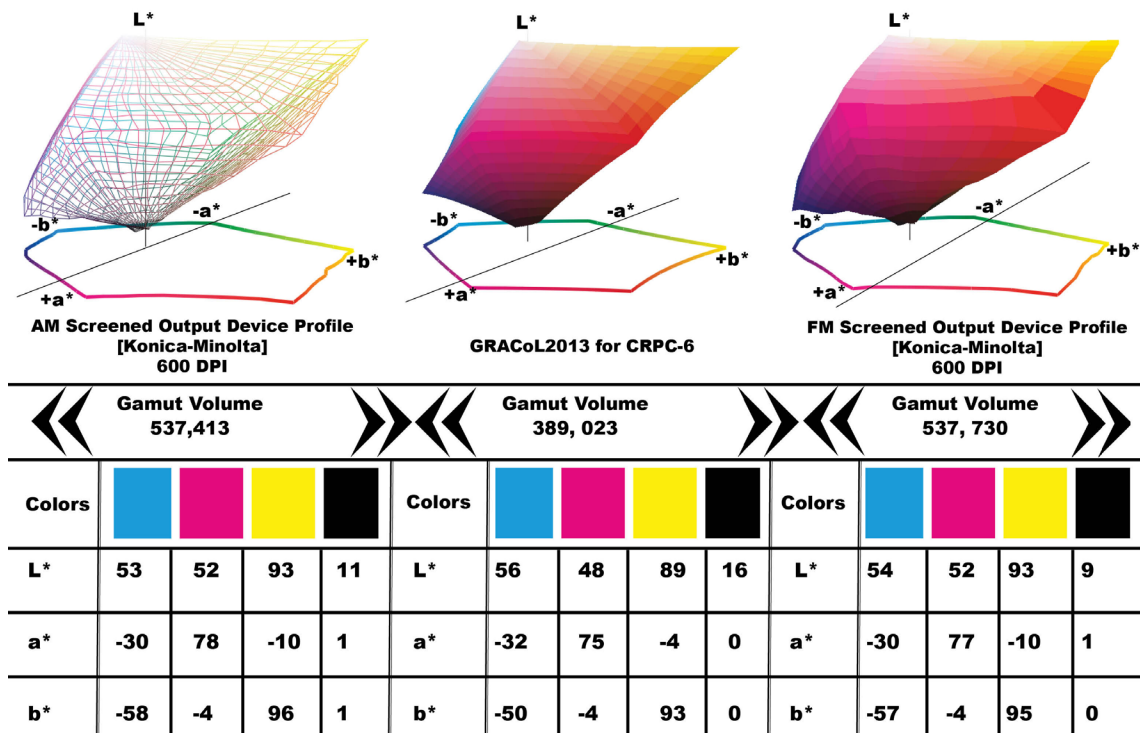 L*
-b*
-a*
+a*
+b*
AM Screened Output Device Profile
[Konica-Minolta]
600 DPI
L*
-b*
-a*
+a*
+b*
GRACoL2013 for CRPC-6
L*
-b*
-a*
+a*
+b*
FM Screened Output Device Profile
[Konica-Minolta]
600 DPI
Gamut Volume
537,413
Gamut Volume
389, 023
Gamut Volume
537, 730
Colors Colors Colors
L* 53 52 93 11 L* 56 48 89 16 L* 54 52 93 9
a* -30 78 -10 1 a* -32 75 -4 0 a* -30 77 -10 1
b* -58 -4 96 1 b* -50 -4 93 0 b* -57 -4 95 0